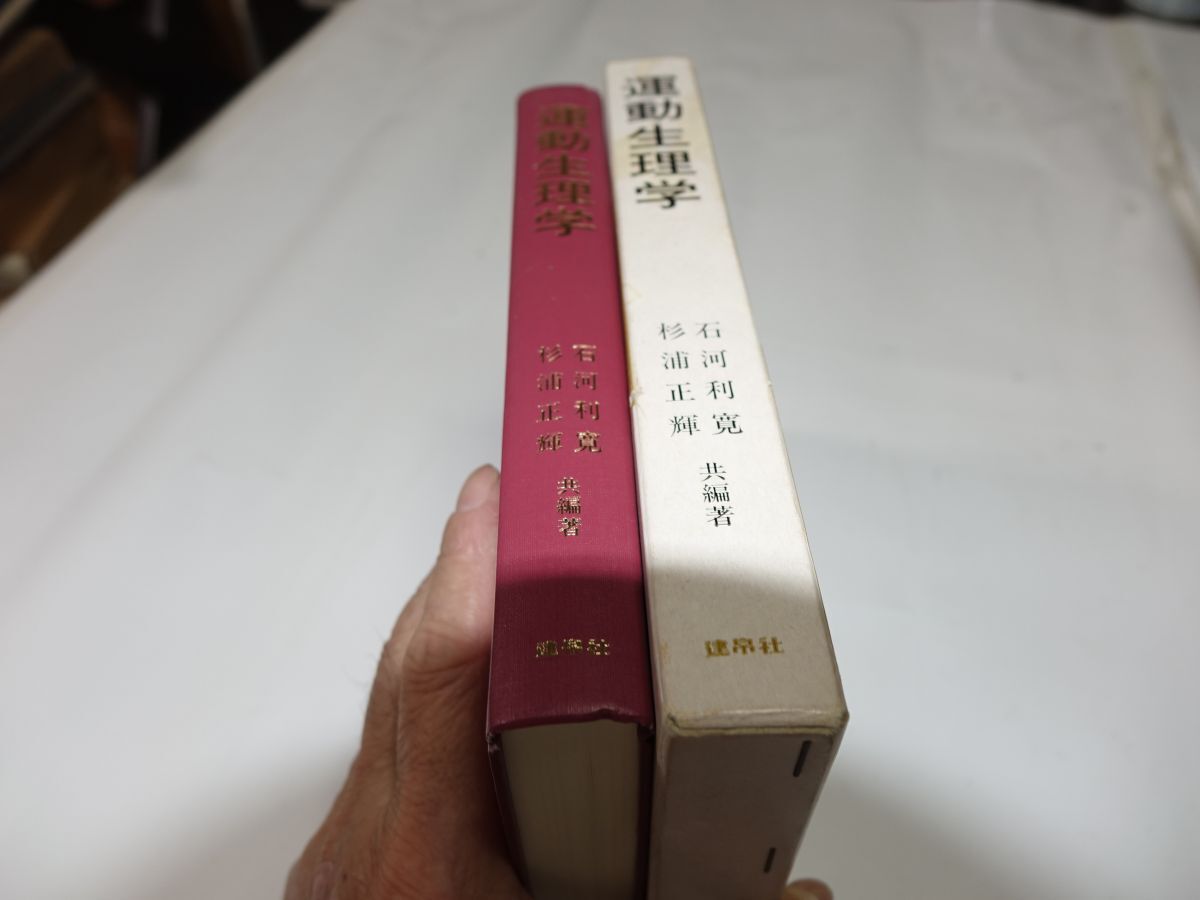 運動生理学
石河利寛
杉浦正輝
共編著
建帛社
運動生理学
石河利寛
杉浦正輝
共編著
建帛社